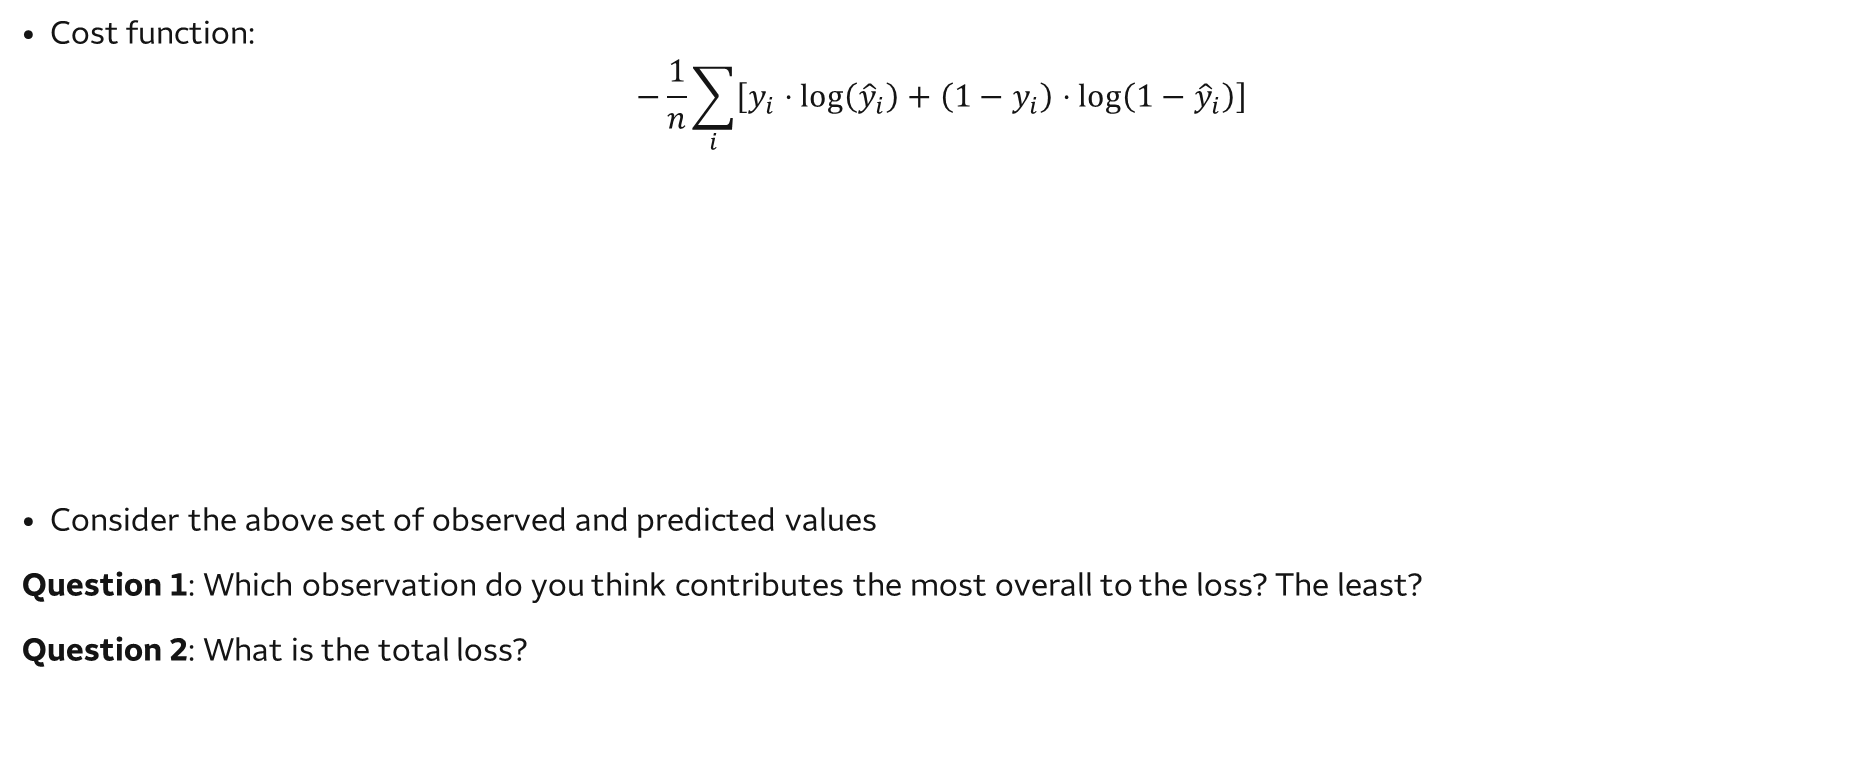 • Cost function:
−1/n ∑_i [y_i · log(ŷ_i) + (1 − y_i) · log(1 − ŷ_i)]
• Consider the above set of observed and predicted values
Question 1: Which observation do you think contributes the most overall to the loss? The least?
Question 2: What is the total loss?